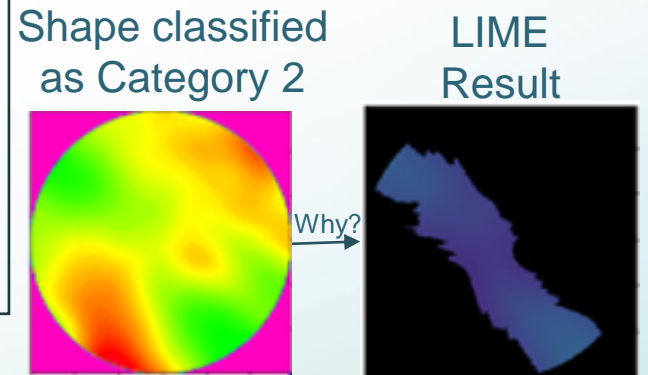 Shape classified
as Category 2
LIME
Result
Why?